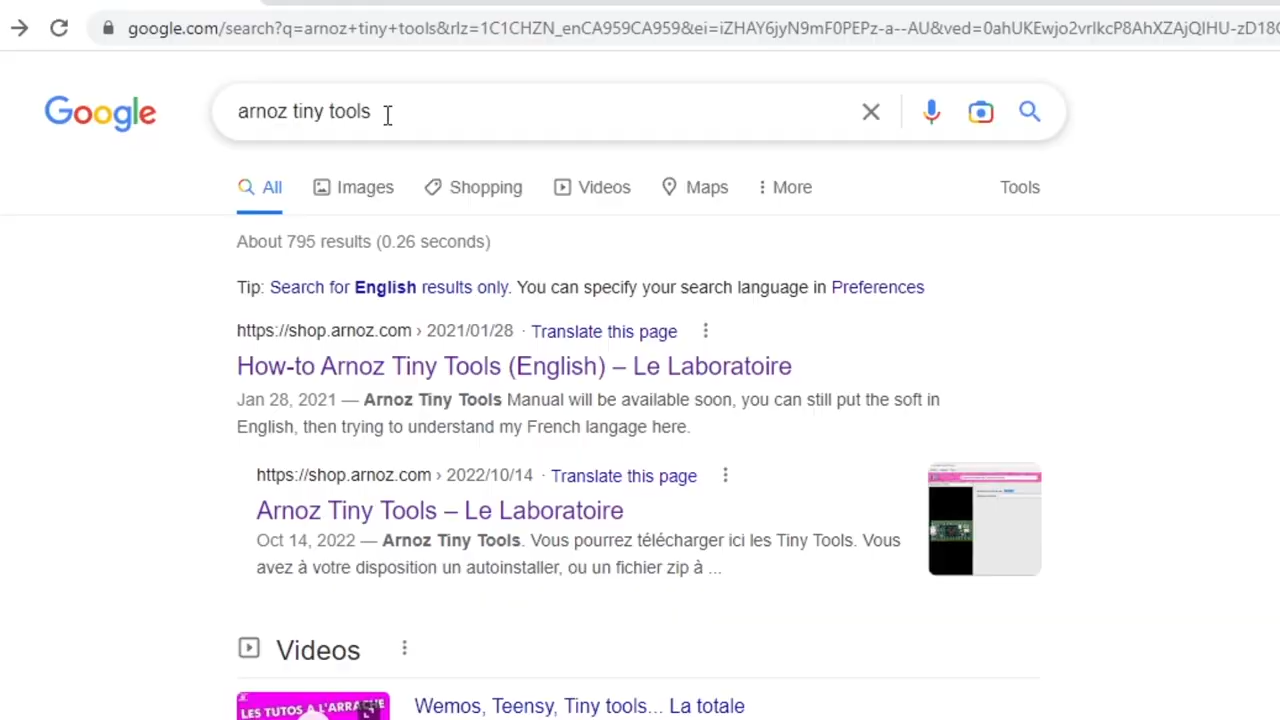 google.com/search?q=arnoz+tiny+tools&rlz=1C1CHZN_enCA959CA959&ei=iZHAY6jyN9mF0PEPz-a--AU&ved=0ahUKEwjo2vrlkcP8AhXZAjQIHU-zD18Q
Google
arnoz tiny tools
All Images Shopping Videos Maps More Tools
About 795 results (0.26 seconds)
Tip: Search for English results only. You can specify your search language in Preferences
https://shop.arnoz.com › 2021/01/28 · Translate this page
How-to Arnoz Tiny Tools (English) – Le Laboratoire
Jan 28, 2021 — Arnoz Tiny Tools Manual will be available soon, you can still put the soft in
English, then trying to understand my French langage here.
https://shop.arnoz.com › 2022/10/14 · Translate this page
Arnoz Tiny Tools – Le Laboratoire
Oct 14, 2022 — Arnoz Tiny Tools. Vous pourrez télécharger ici les Tiny Tools. Vous
avez à votre disposition un autoinstaller, ou un fichier zip à ...
Videos
LES TUTOS A L'ARRACHE
Wemos, Teensy, Tiny tools... La totale